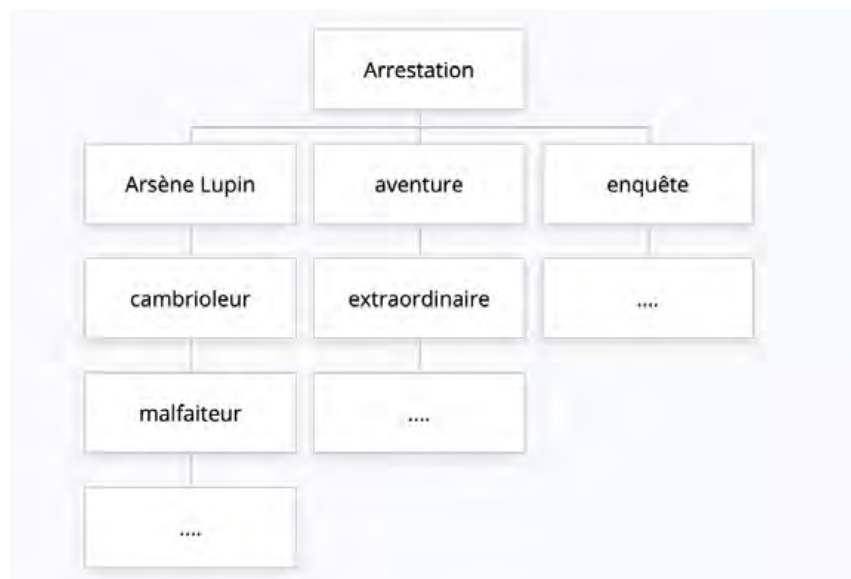 Arrestation
Arsène Lupin
aventure
enquête
cambrioleur
extraordinaire
....
malfaiteur
....
....